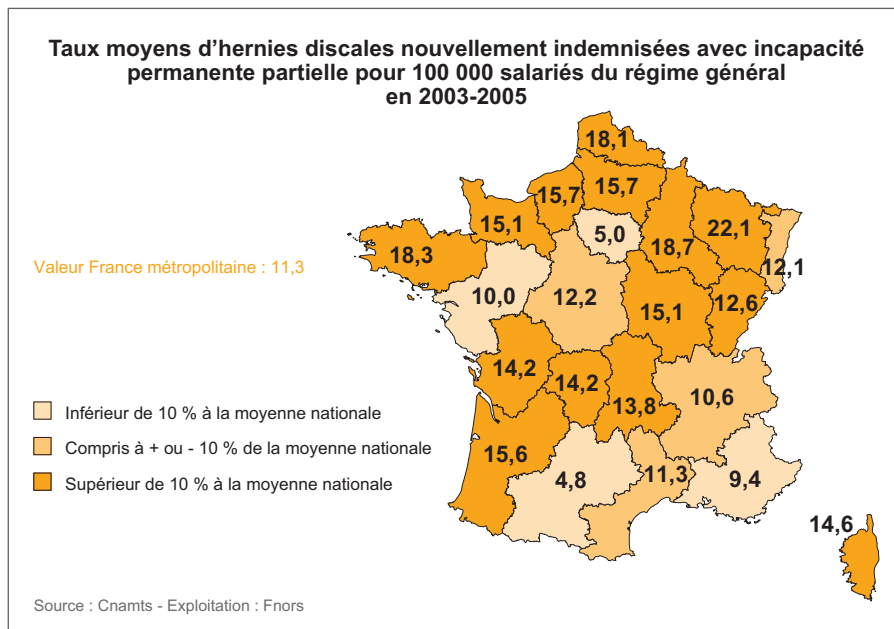 Taux moyens d’hernies discales nouvellement indemnisées avec incapacité
permanente partielle pour 100 000 salariés du régime général
en 2003-2005
18,1
15,7
15,7
15,1
5,0
22,1
18,7
18,3
Valeur France métropolitaine : 11,3
12,1
10,0
12,2
15,1
12,6
14,2
14,2
13,8
10,6
Inférieur de 10 % à la moyenne nationale
Compris à + ou - 10 % de la moyenne nationale
Supérieur de 10 % à la moyenne nationale
15,6
4,8
11,3
9,4
14,6
Source : Cnamts - Exploitation : Fnors